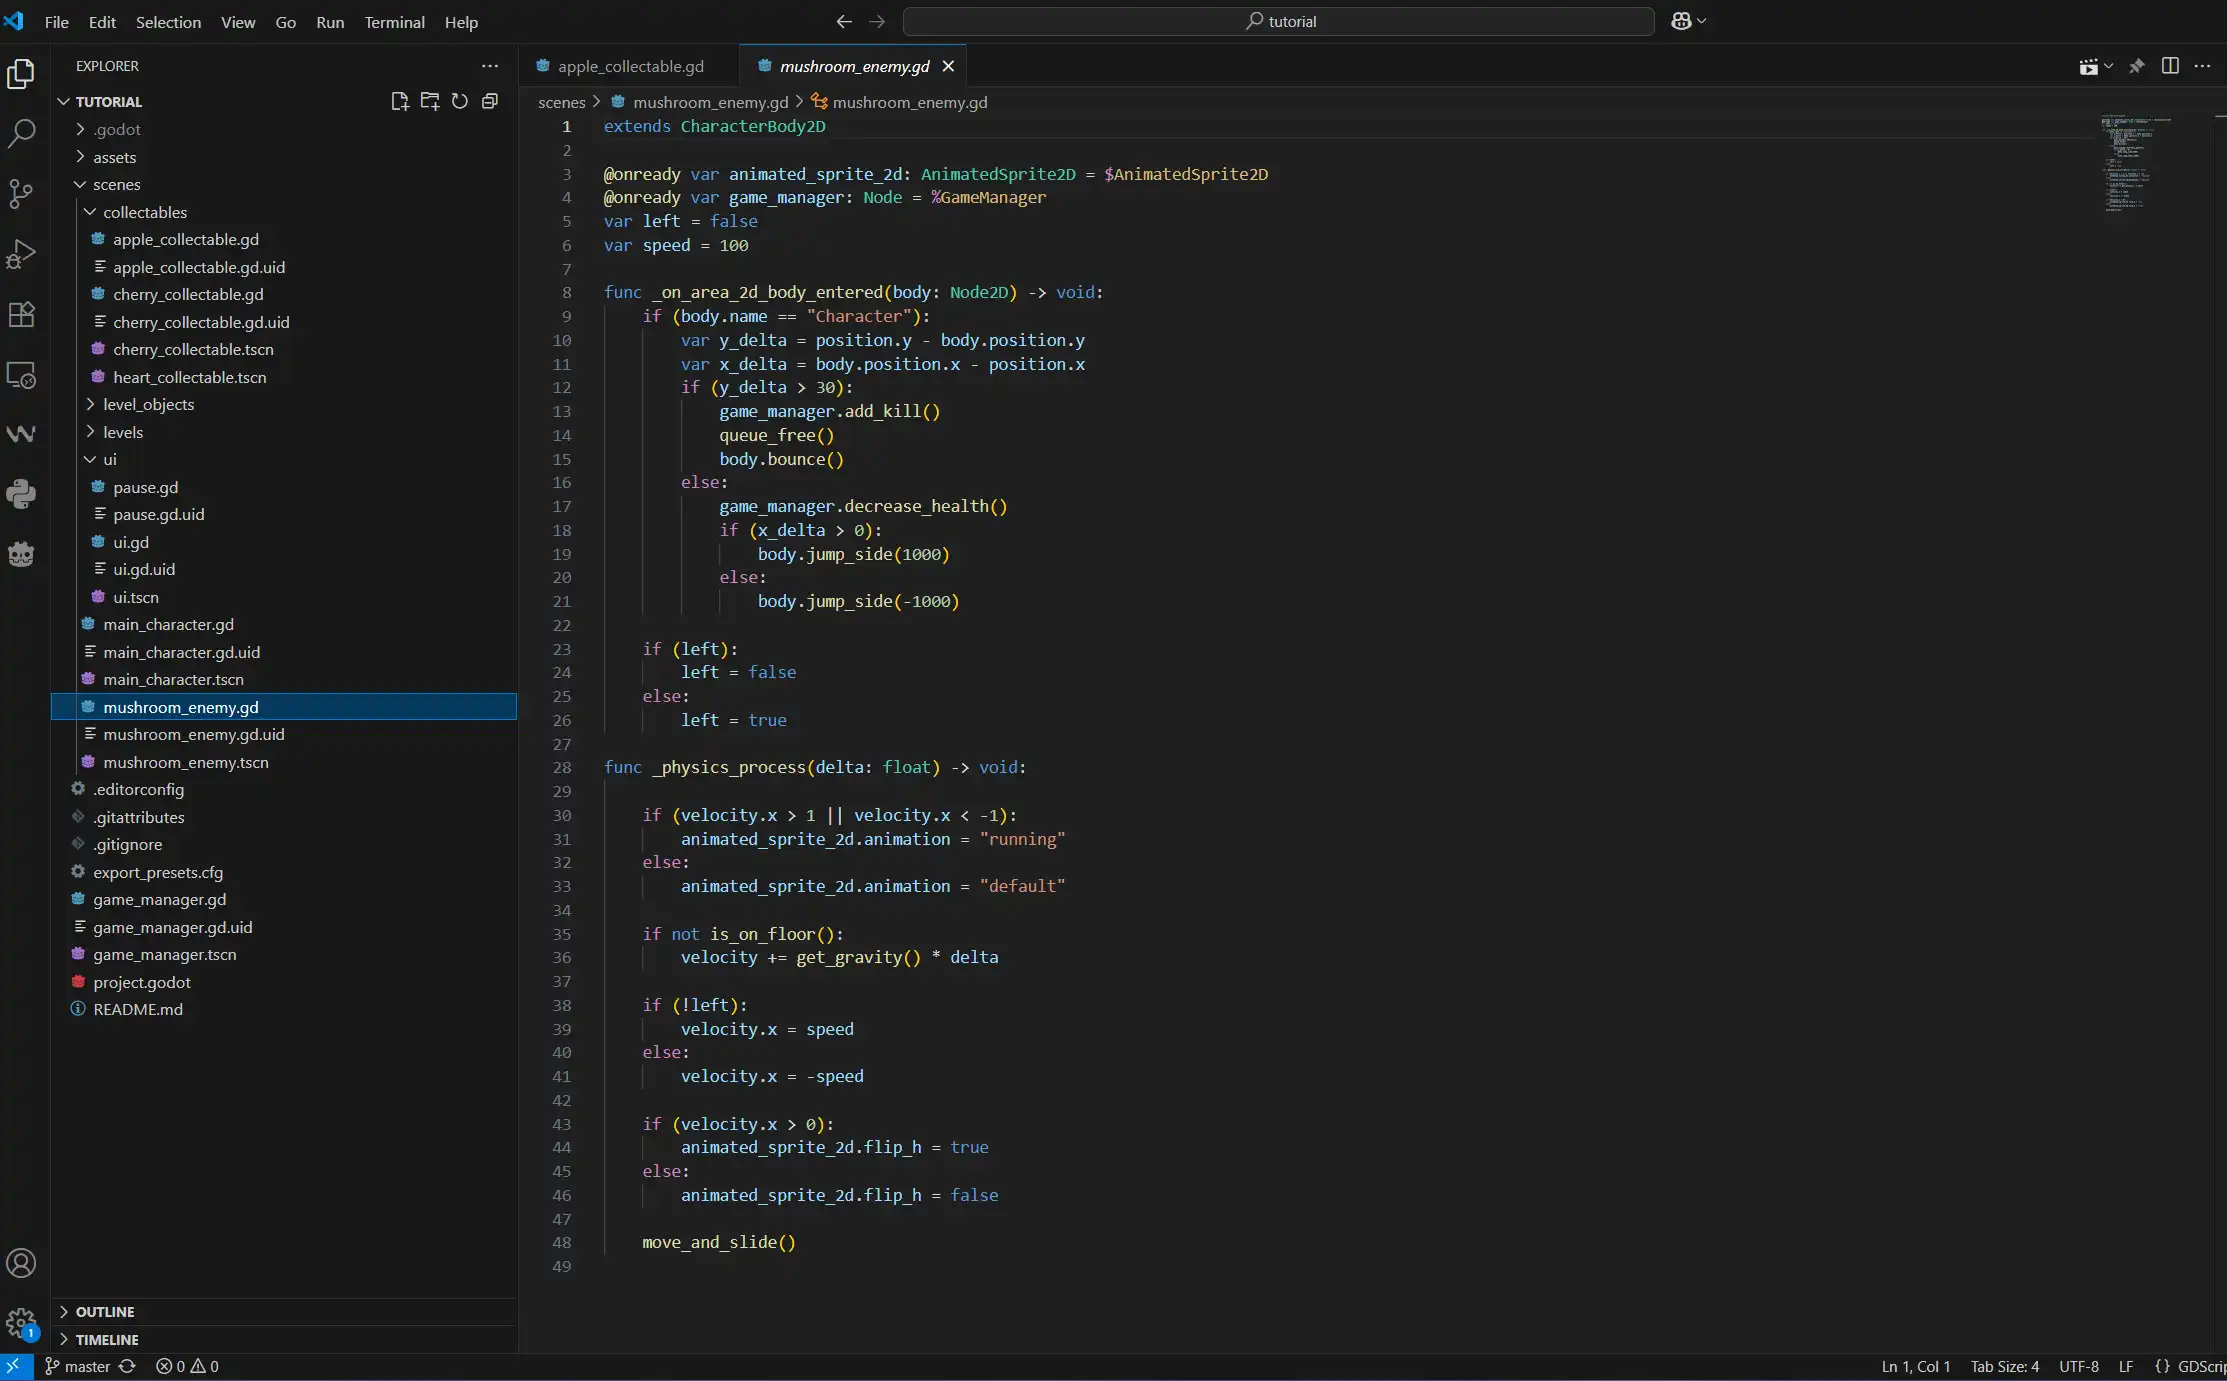 File Edit Selection View Go Run Terminal Help
tutorial
EXPLORER
TUTORIAL
.godot
assets
scenes
collectables
apple_collectable.gd
apple_collectable.gd.uid
cherry_collectable.gd
cherry_collectable.gd.uid
cherry_collectable.tscn
heart_collectable.tscn
level_objects
levels
ui
pause.gd
pause.gd.uid
ui.gd
ui.gd.uid
ui.tscn
main_character.gd
main_character.gd.uid
main_character.tscn
mushroom_enemy.gd
mushroom_enemy.gd.uid
mushroom_enemy.tscn
.editorconfig
.gitattributes
.gitignore
export_presets.cfg
game_manager.gd
game_manager.gd.uid
game_manager.tscn
project.godot
README.md
OUTLINE
TIMELINE
apple_collectable.gd mushroom_enemy.gd
scenes > mushroom_enemy.gd > mushroom_enemy.gd
1 extends CharacterBody2D
2
3 @onready var animated_sprite_2d: AnimatedSprite2D = $AnimatedSprite2D
4 @onready var game_manager: Node = %GameManager
5 var left = false
6 var speed = 100
7
8 func _on_area_2d_body_entered(body: Node2D) -> void:
9 if (body.name == "Character"):
10 var y_delta = position.y - body.position.y
11 var x_delta = body.position.x - position.x
12 if (y_delta > 30):
13 game_manager.add_kill()
14 queue_free()
15 body.bounce()
16 else:
17 game_manager.decrease_health()
18 if (x_delta > 0):
19 body.jump_side(1000)
20 else:
21 body.jump_side(-1000)
22
23 if (left):
24 left = false
25 else:
26 left = true
27
28 func _physics_process(delta: float) -> void:
29
30 if (velocity.x > 1 || velocity.x < -1):
31 animated_sprite_2d.animation = "running"
32 else:
33 animated_sprite_2d.animation = "default"
34
35 if not is_on_floor():
36 velocity += get_gravity() * delta
37
38 if (!left):
39 velocity.x = speed
40 else:
41 velocity.x = -speed
42
43 if (velocity.x > 0):
44 animated_sprite_2d.flip_h = true
45 else:
46 animated_sprite_2d.flip_h = false
47
48 move_and_slide()
49
1
master 0 0
Ln 1, Col 1 Tab Size: 4 UTF-8 LF {} GDScrip